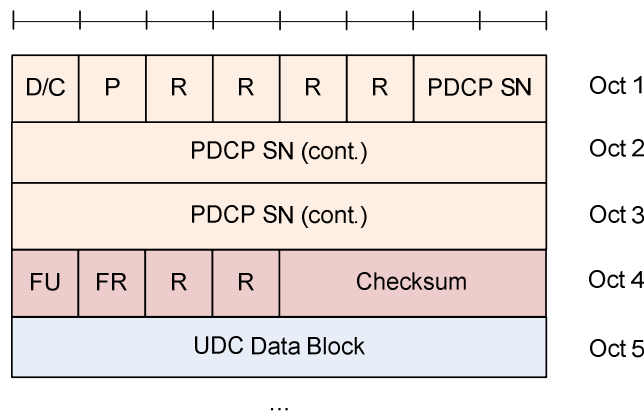 D/C P R R R R PDCP SN Oct 1
PDCP SN (cont.) Oct 2
PDCP SN (cont.) Oct 3
FU FR R R Checksum Oct 4
UDC Data Block Oct 5
...